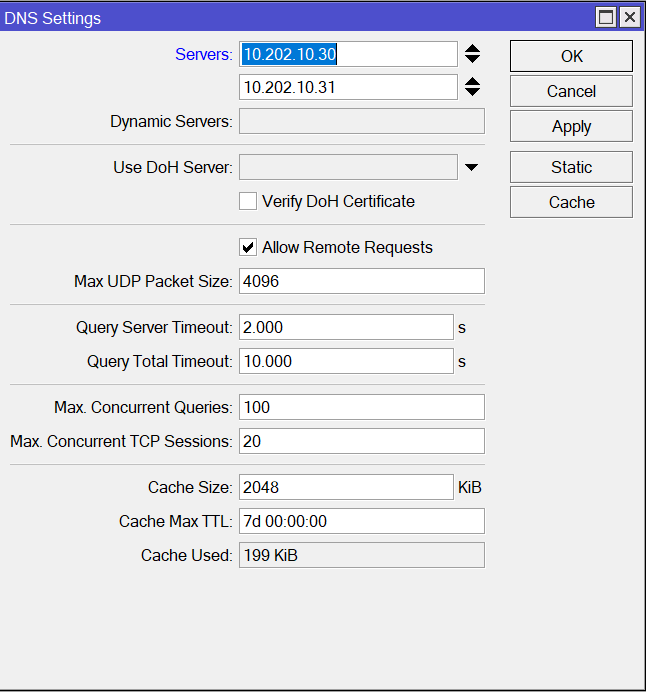 DNS Settings
Servers: 10.202.10.30
10.202.10.31
Dynamic Servers:
Use DoH Server:
Verify DoH Certificate
Allow Remote Requests
Max UDP Packet Size: 4096
Query Server Timeout: 2.000 s
Query Total Timeout: 10.000 s
Max. Concurrent Queries: 100
Max. Concurrent TCP Sessions: 20
Cache Size: 2048 KiB
Cache Max TTL: 7d 00:00:00
Cache Used: 199 KiB
OK
Cancel
Apply
Static
Cache